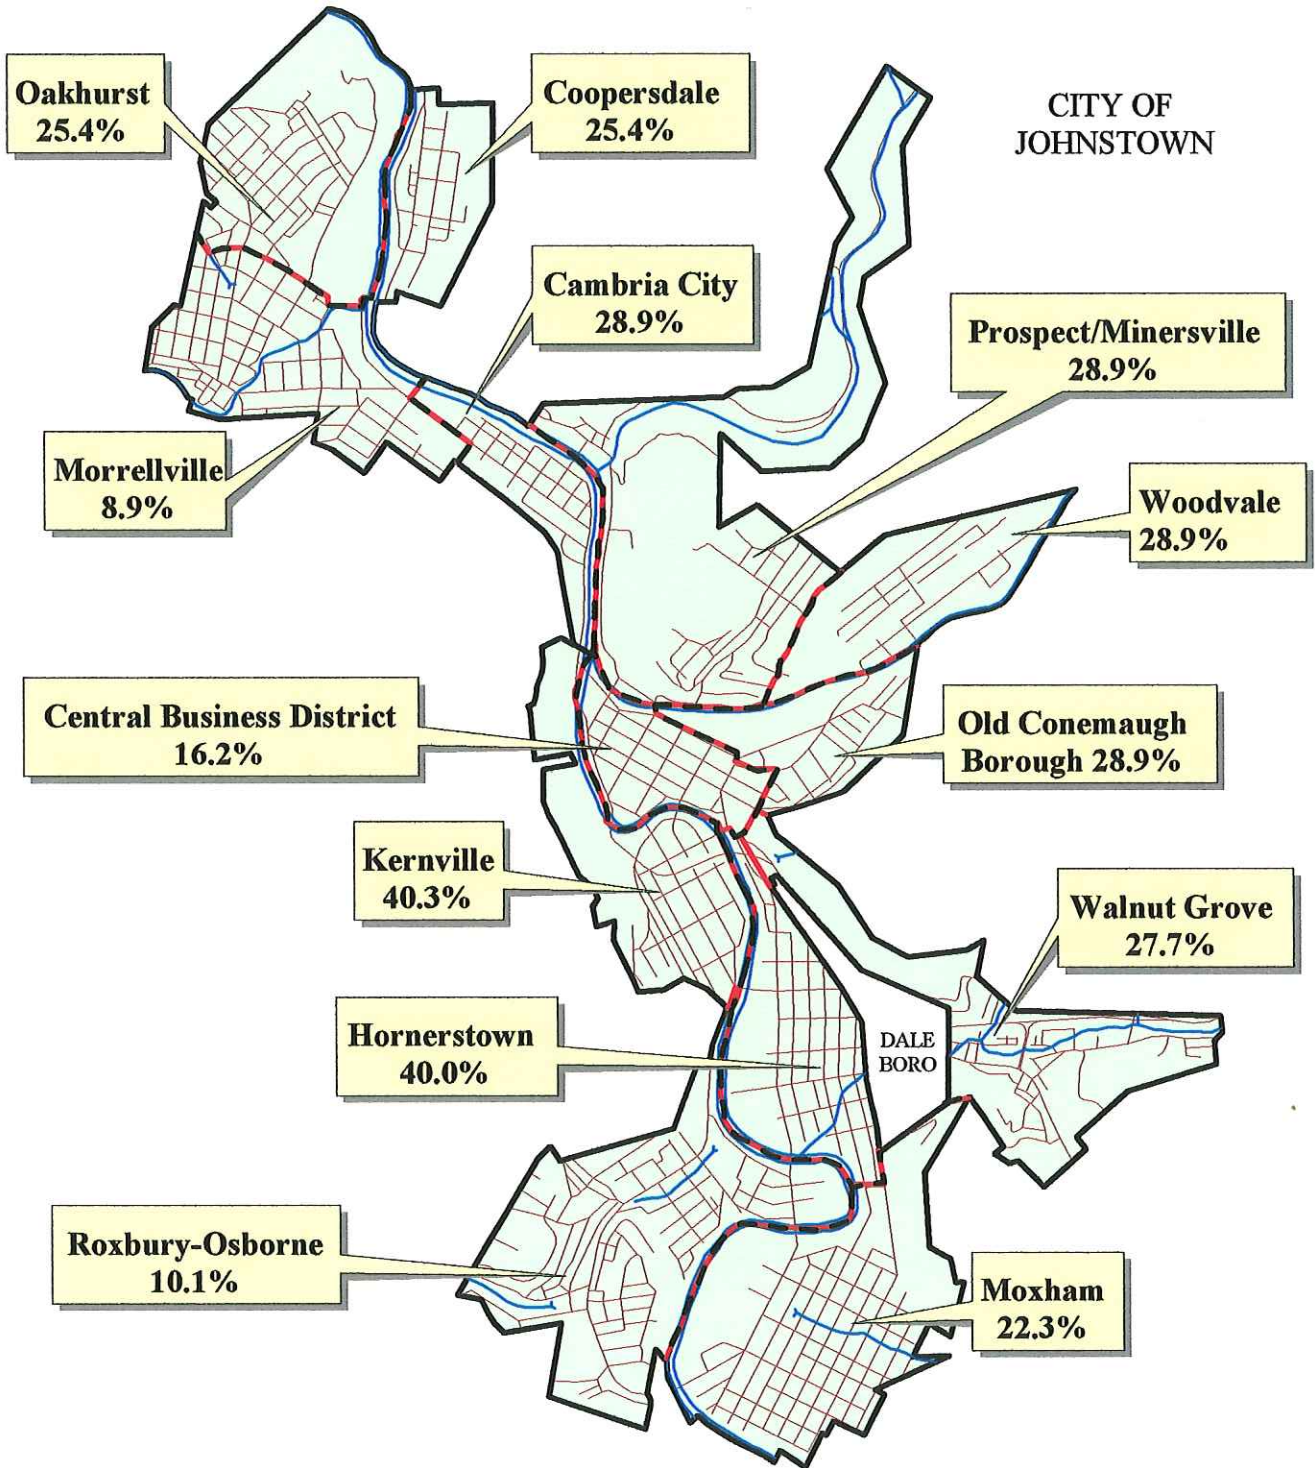 CITY OF
JOHNSTOWN
Oakhurst
25.4%
Coopersdale
25.4%
Cambria City
28.9%
Prospect/Minersville
28.9%
Morrellville
8.9%
Woodvale
28.9%
Central Business District
16.2%
Old Conemaugh
Borough 28.9%
Kernville
40.3%
Walnut Grove
27.7%
Hornerstown
40.0%
DALE
BORO
Roxbury-Osborne
10.1%
Moxham
22.3%